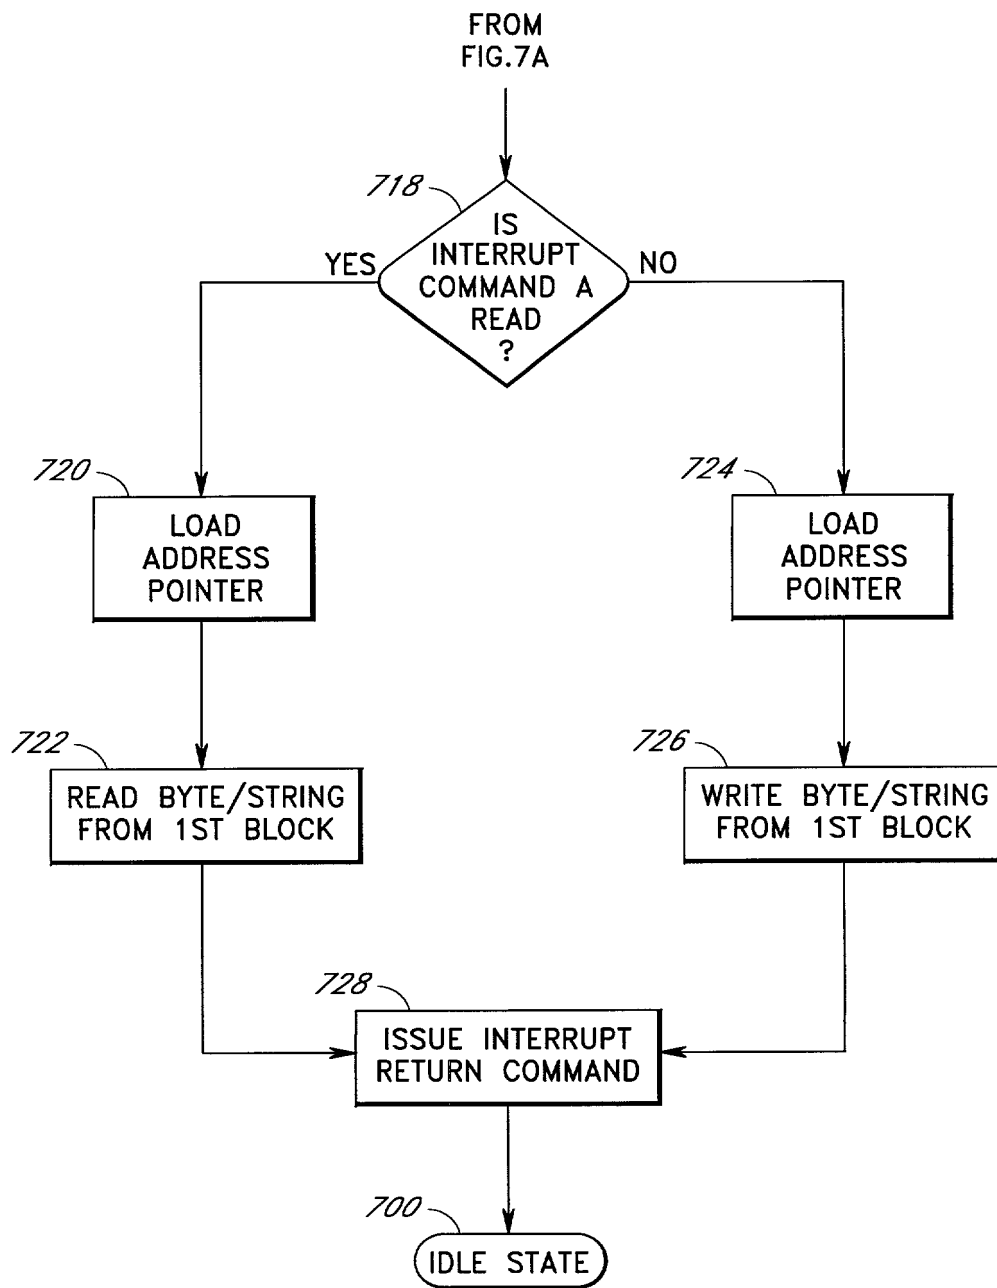 FROM
FIG.7A
718
IS
INTERRUPT
COMMAND A
READ
?
YES
NO
720
LOAD
ADDRESS
POINTER
724
LOAD
ADDRESS
POINTER
722
READ BYTE/STRING
FROM 1ST BLOCK
726
WRITE BYTE/STRING
FROM 1ST BLOCK
728
ISSUE INTERRUPT
RETURN COMMAND
700
IDLE STATE